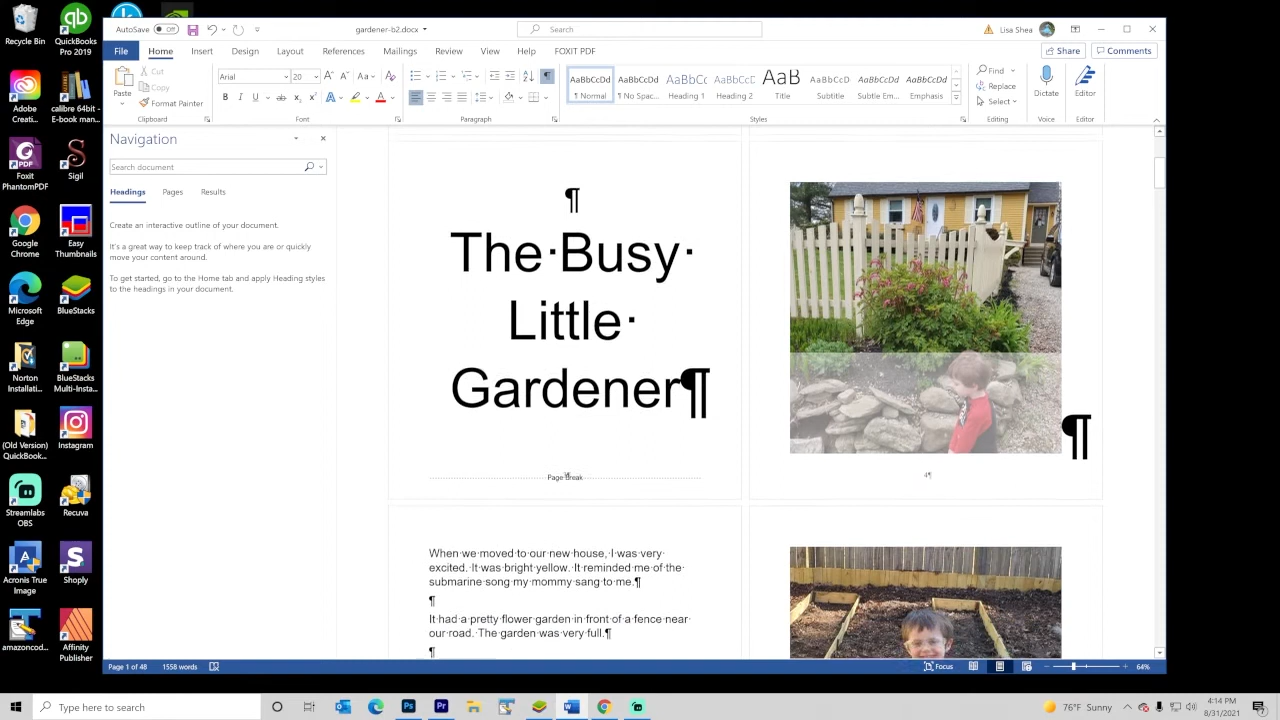 AutoSave Off
gardener-b2.docx
Search
Lisa Shea
File Home Insert Draw Design Layout References Mailings Review View Help FOXIT PDF
Share Comments
Paste
Cut
Copy
Format Painter
Clipboard
Arial 20
Font
Paragraph
AaBbCcDd AaBbCcDd AaBbCc AaBbCcC AaB AaBbCcD AaBbCcDd AaBbCcDd
¶ Normal ¶ No Spac... Heading 1 Heading 2 Title Subtitle Subtle Em... Emphasis
Styles
Find
Replace
Select
Editing
Dictate
Voice
Editor
Editor
Navigation
Search document
Headings Pages Results
Create an interactive outline of your document.
It's a great way to keep track of where you are or quickly
move your content around.
To get started, go to the Home tab and apply Heading styles
to the headings in your document.
¶
The·Busy·
Little·
Gardener¶
Page Break
¶
4¶
When·we·moved·to·our·new·house,·I·was·very·
excited.·It·was·bright·yellow.·It·reminded·me·of·the·
submarine·song·my·mommy·sang·to·me.¶
¶
It·had·a·pretty·flower·garden·in·front·of·a·fence·near·
our·road.·The·garden·was·very·full.¶
¶
Page 1 of 48 1558 words
Focus
64%
Recycle Bin
QuickBooks
Pro 2019
Adobe
Creati...
calibre 64bit -
E-book man...
Foxit
PhantomPDF
Sigil
Google
Chrome
Easy
Thumbnails
Microsoft
Edge
BlueStacks
Norton
Installati...
BlueStacks
Multi-Insta...
(Old Version)
QuickBook...
Instagram
Streamlabs
OBS
Recuva
Acronis True
Image
Shoply
amazoncod...
Affinity
Publisher
Type here to search
76°F Sunny
4:14 PM
8/31/2021